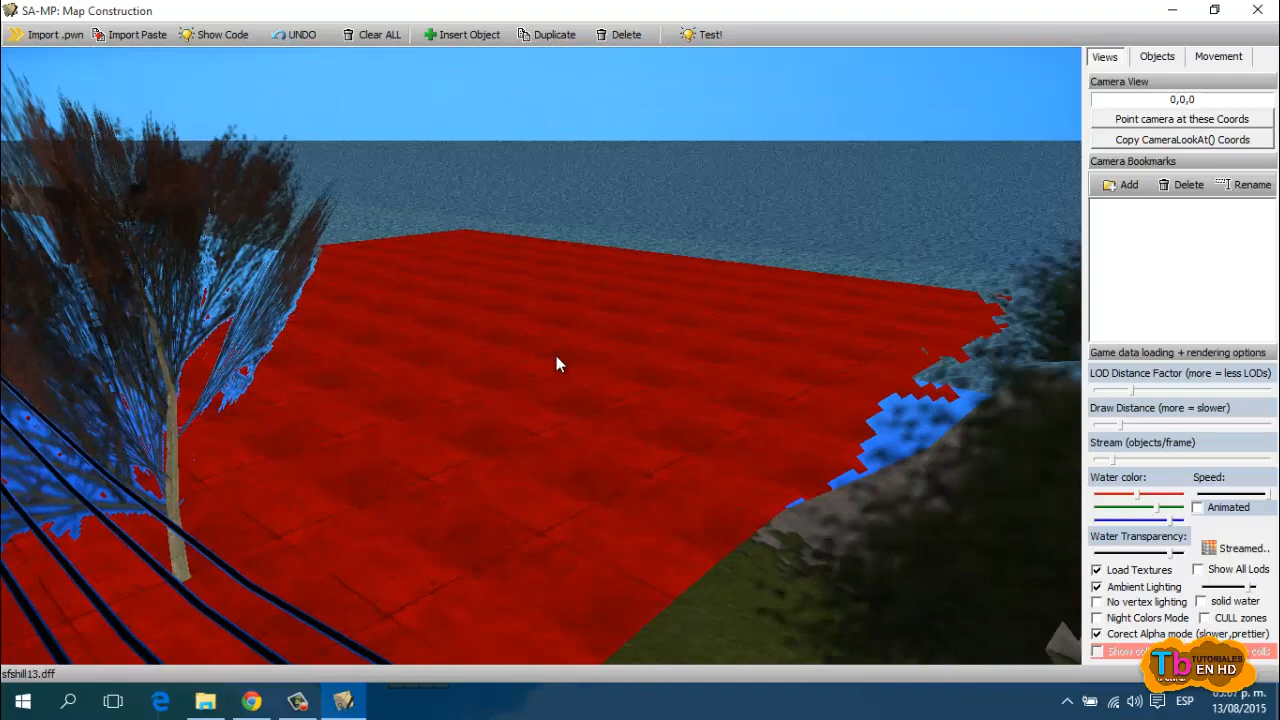 SA-MP: Map Construction
Import .pwn Import Paste Show Code UNDO Clear ALL Insert Object Duplicate Delete Test!
Views Objects Movement
Camera View
0,0,0
Point camera at these Coords
Copy CameraLookAt() Coords
Camera Bookmarks
Add Delete Rename
Game data loading + rendering options
LOD Distance Factor (more = less LODs)
Draw Distance (more = slower)
Stream (objects/frame)
Water color: Speed:
Animated
Water Transparency:
Streamed..
Load Textures Show All Lods
Ambient Lighting
No vertex lighting solid water
Night Colors Mode CULL zones
Corect Alpha mode (slower,prettier)
Show
sfshill13.dff
Tb TUTORIALES
EN HD
ESP
05:07 p. m.
13/08/2015